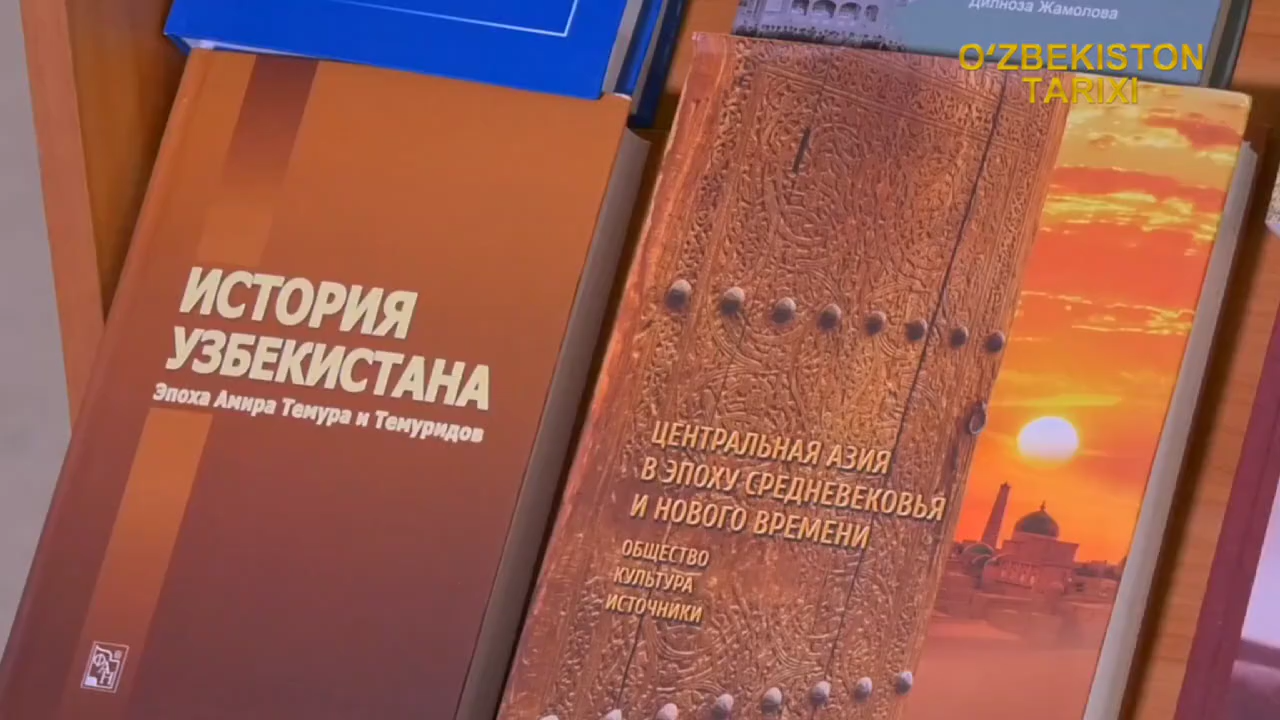 Дилноза Жамолова
O‘ZBEKISTON
TARIXI
ИСТОРИЯ
УЗБЕКИСТАНА
Эпоха Амира Темура и Темуридов
ЦЕНТРАЛЬНАЯ АЗИЯ
В ЭПОХУ СРЕДНЕВЕКОВЬЯ
И НОВОГО ВРЕМЕНИ
ОБЩЕСТВО
КУЛЬТУРА
ИСТОЧНИКИ